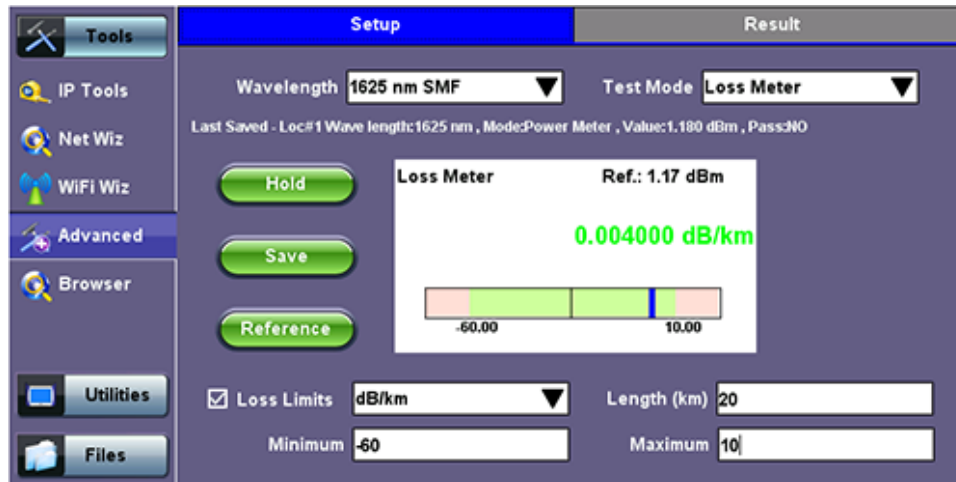 Tools
IP Tools
Net Wiz
WiFi Wiz
Advanced
Browser
Utilities
Files
Setup
Result
Wavelength 1625 nm SMF
Test Mode Loss Meter
Last Saved - Loc#1 Wave length:1625 nm , Mode:Power Meter , Value:1.180 dBm , Pass:NO
Hold
Save
Reference
Loss Meter
Ref.: 1.17 dBm
0.004000 dB/km
-60.00
10.00
Loss Limits dB/km
Length (km) 20
Minimum -60
Maximum 10